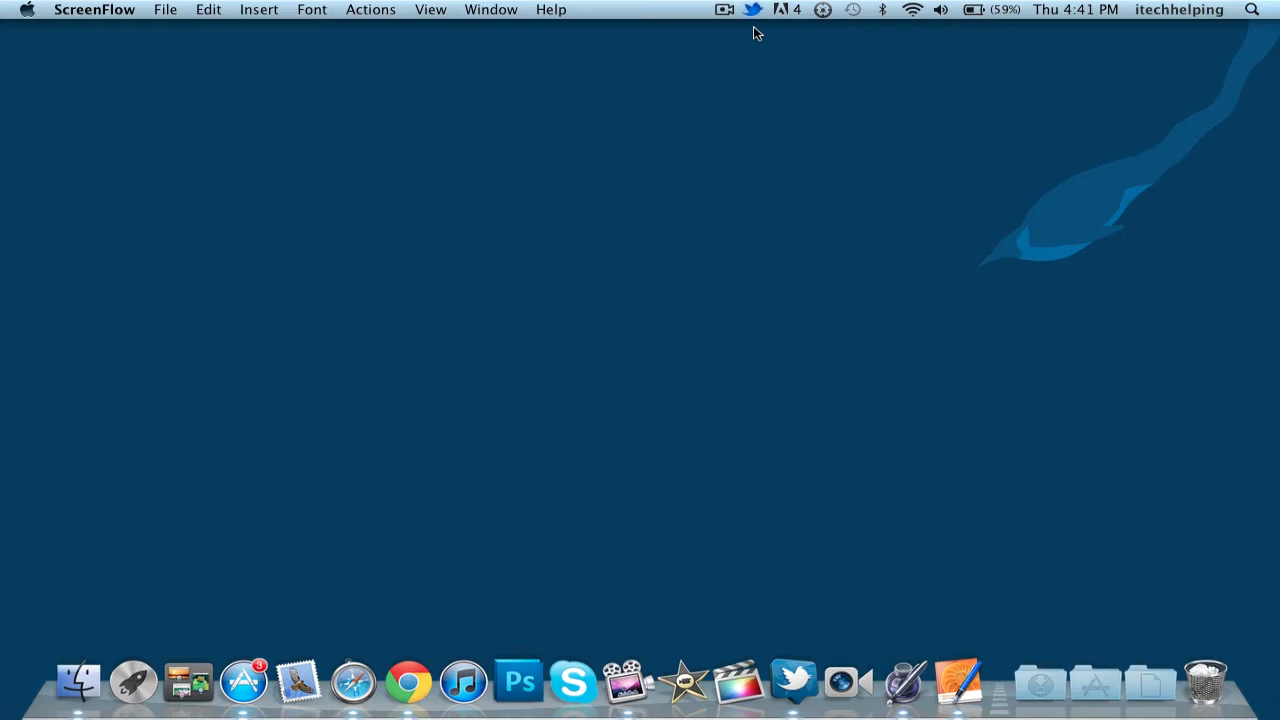 ScreenFlow File Edit Insert Font Actions View Window Help 4 (59%) Thu 4:41 PM itechhelping
3
Ps